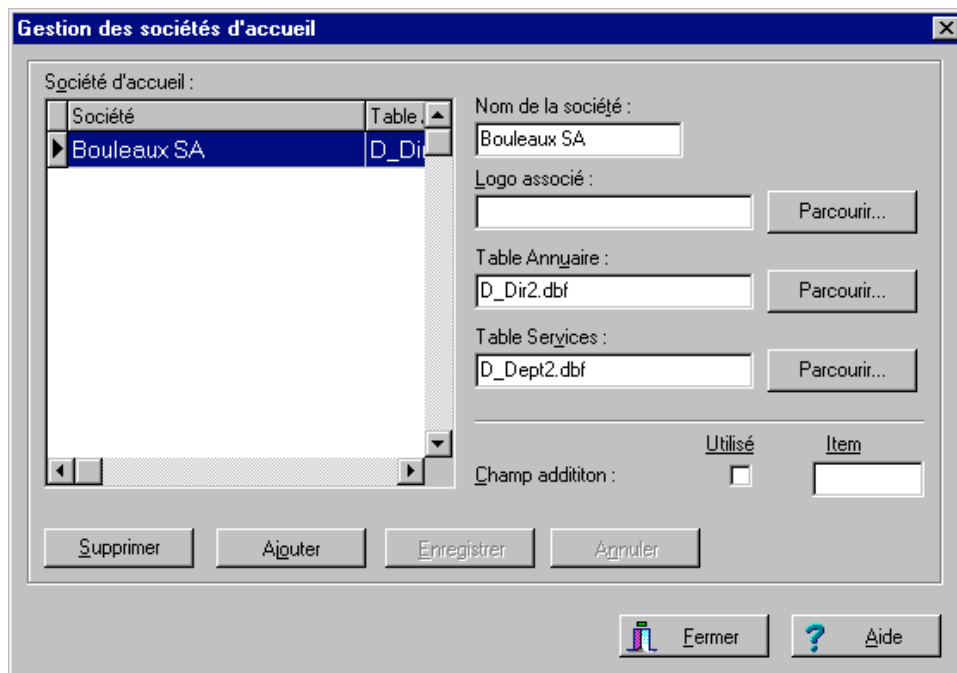 Gestion des sociétés d'accueil
Société d'accueil :
Société Table
Bouleaux SA D_Di
Nom de la société :
Bouleaux SA
Logo associé :
Parcourir...
Table Annuaire :
D_Dir2.dbf
Parcourir...
Table Services :
D_Dept2.dbf
Parcourir...
Utilisé Item
Champ addititon :
Supprimer Ajouter Enregistrer Annuler
Fermer ? Aide